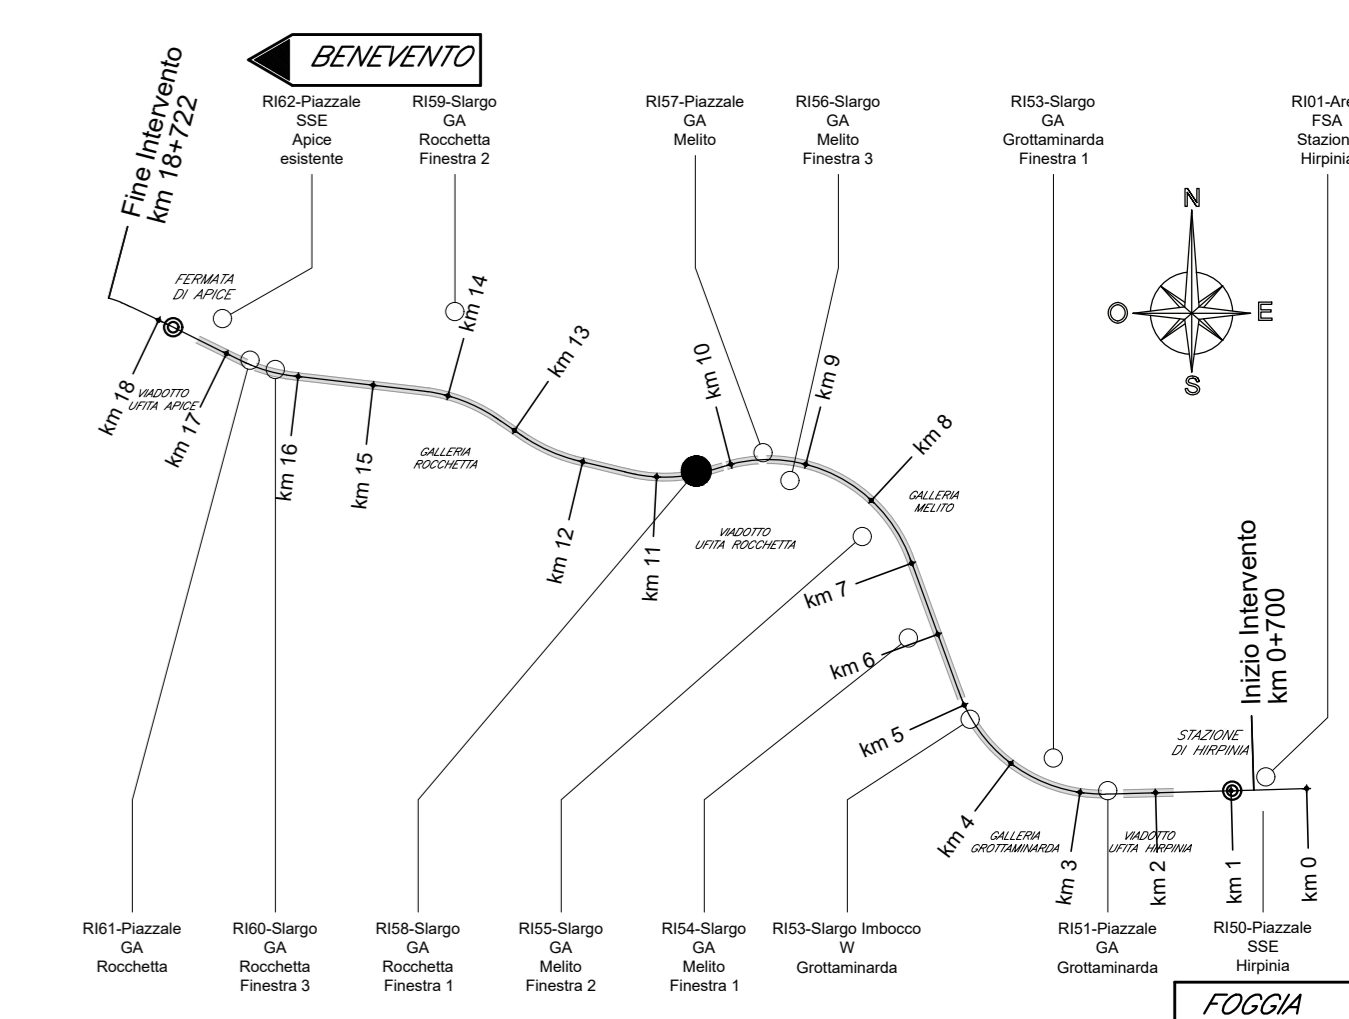 BENEVENTO
Fine Intervento
km 18+722
RI62-Piazzale
SSE
Apice
esistente
RI59-Slargo
GA
Rocchetta
Finestra 2
RI57-Piazzale
GA
Melito
RI56-Slargo
GA
Melito
Finestra 3
RI53-Slargo
GA
Grottaminarda
Finestra 1
RI01-Are
FSA
Stazion
Hirpinia
N
O
E
S
FERMATA
DI APICE
km 18
VIADOTTO
UFITA APICE
km 17
km 16
km 15
km 14
GALLERIA
ROCCHETTA
km 13
km 12
km 11
km 10
VIADOTTO
UFITA ROCCHETTA
km 9
km 8
GALLERIA
MELITO
km 7
km 6
km 5
km 4
GALLERIA
GROTTAMINARDA
km 3
VIADOTTO
UFITA HIRPINIA
km 2
STAZIONE
DI HIRPINIA
Inizio Intervento
km 0+700
km 1
km 0
RI61-Piazzale
GA
Rocchetta
RI60-Slargo
GA
Rocchetta
Finestra 3
RI58-Slargo
GA
Rocchetta
Finestra 1
RI55-Slargo
GA
Melito
Finestra 2
RI54-Slargo
GA
Melito
Finestra 1
RI53-Slargo Imbocco
W
Grottaminarda
RI51-Piazzale
GA
Grottaminarda
RI50-Piazzale
SSE
Hirpinia
FOGGIA